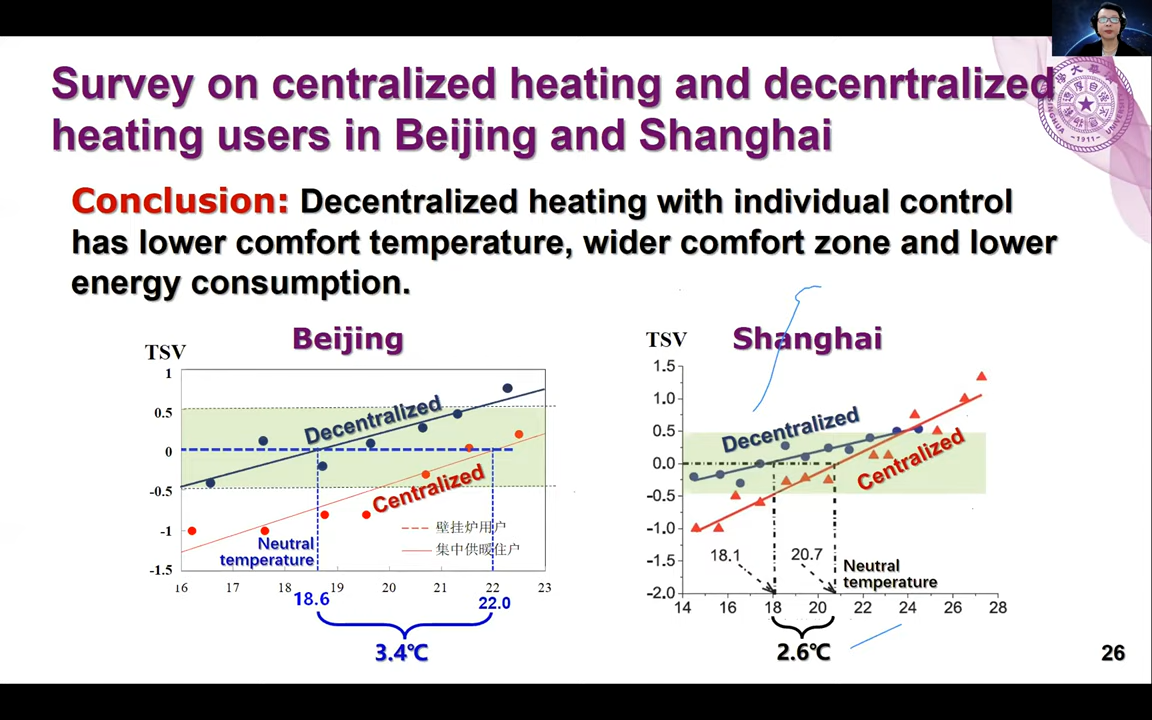 Survey on centralized heating and decenrtralized
heating users in Beijing and Shanghai
Conclusion: Decentralized heating with individual control
has lower comfort temperature, wider comfort zone and lower
energy consumption.
Beijing
TSV
1
0.5
0
-0.5
-1
-1.5
Decentralized
Centralized
壁挂炉用户
集中供暖住户
Neutral
temperature
16 17 18 19 20 21 22 23
18.6
22.0
3.4℃
Shanghai
TSV
1.5
1.0
0.5
0.0
-0.5
-1.0
-1.5
-2.0
Decentralized
Centralized
18.1
20.7
Neutral
temperature
14 16 18 20 22 24 26 28
2.6℃
26
-1911-